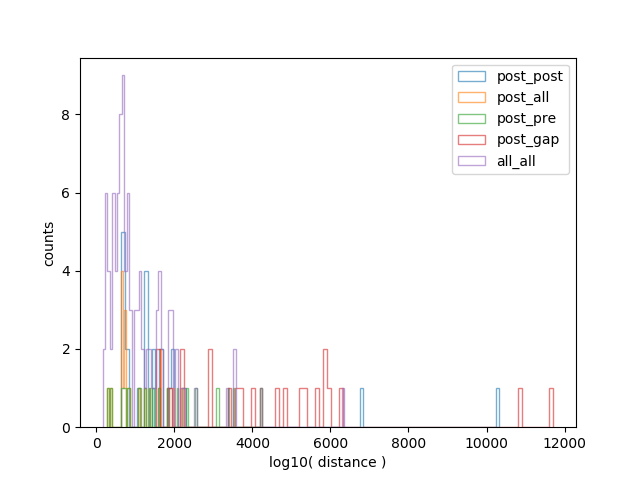 post_post
post_all
post_pre
post_gap
all_all
8
6
4
2
0
counts
0 2000 4000 6000 8000 10000 12000
log10( distance )